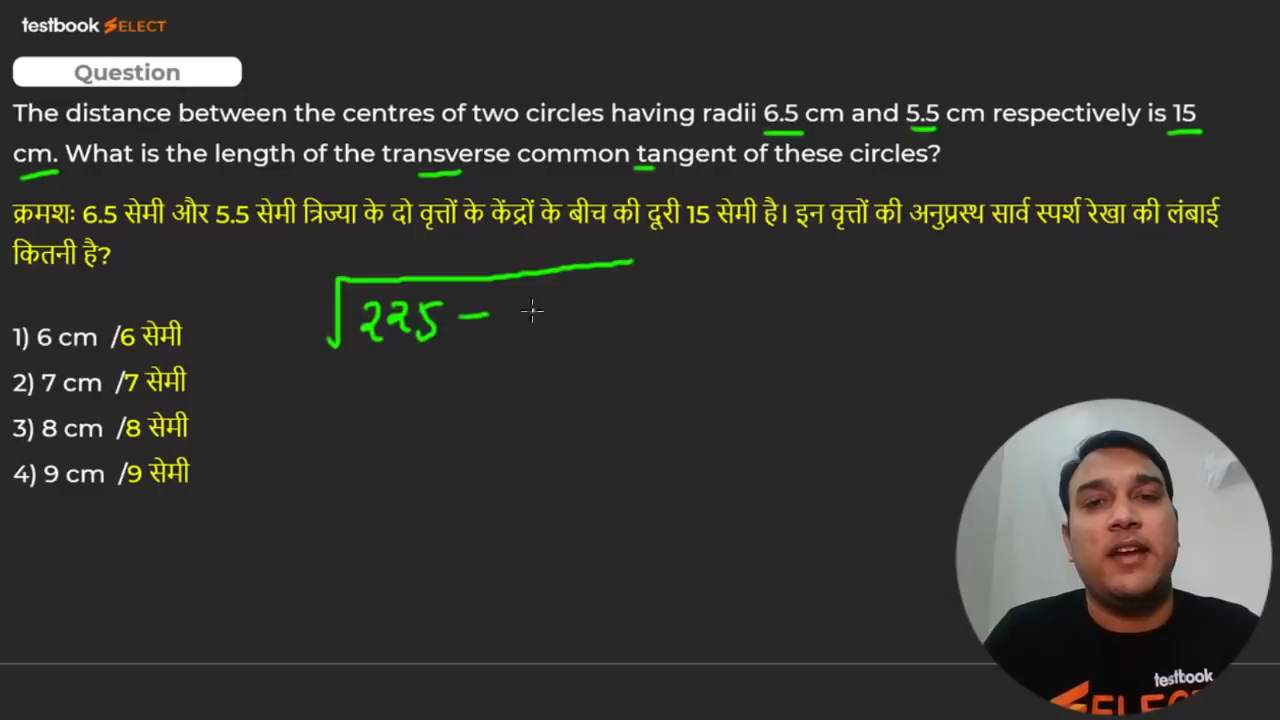 testbook SELECT
Question
The distance between the centres of two circles having radii 6.5 cm and 5.5 cm respectively is 15
cm. What is the length of the transverse common tangent of these circles?
क्रमशः 6.5 सेमी और 5.5 सेमी त्रिज्या के दो वृत्तों के केंद्रों के बीच की दूरी 15 सेमी है। इन वृत्तों की अनुप्रस्थ सार्व स्पर्श रेखा की लंबाई
कितनी है?
√225 –
1) 6 cm /6 सेमी
2) 7 cm /7 सेमी
3) 8 cm /8 सेमी
4) 9 cm /9 सेमी
testbook
SELECT